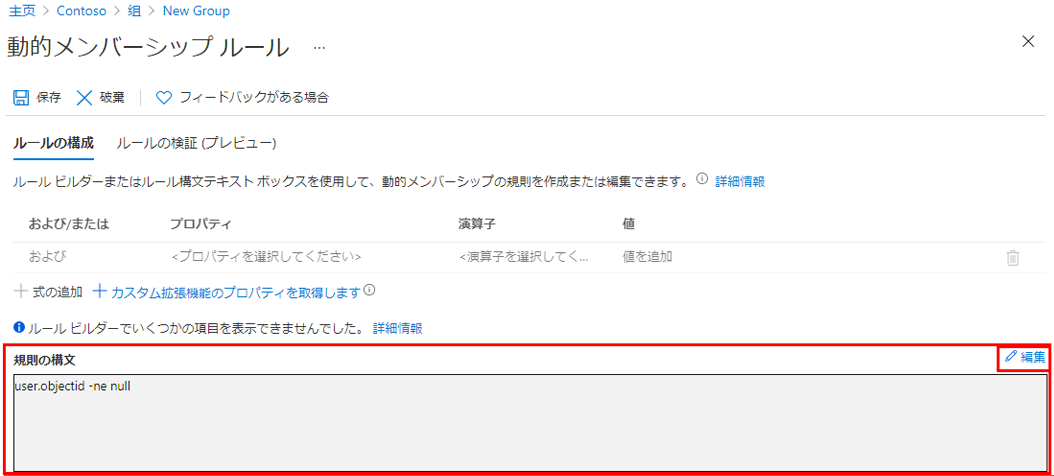 主页 > Contoso > 组 > New Group
動的メンバーシップ ルール ...
保存 破棄 フィードバックがある場合
ルールの構成 ルールの検証 (プレビュー)
ルール ビルダーまたはルール構文テキスト ボックスを使用して、動的メンバーシップの規則を作成または編集できます。 詳細情報
および/または プロパティ 演算子 値
および <プロパティを選択してください> <演算子を選択してく... 値を追加
式の追加 カスタム拡張機能のプロパティを取得します
ルール ビルダーでいくつかの項目を表示できませんでした。 詳細情報
規則の構文 編集
user.objectid -ne null